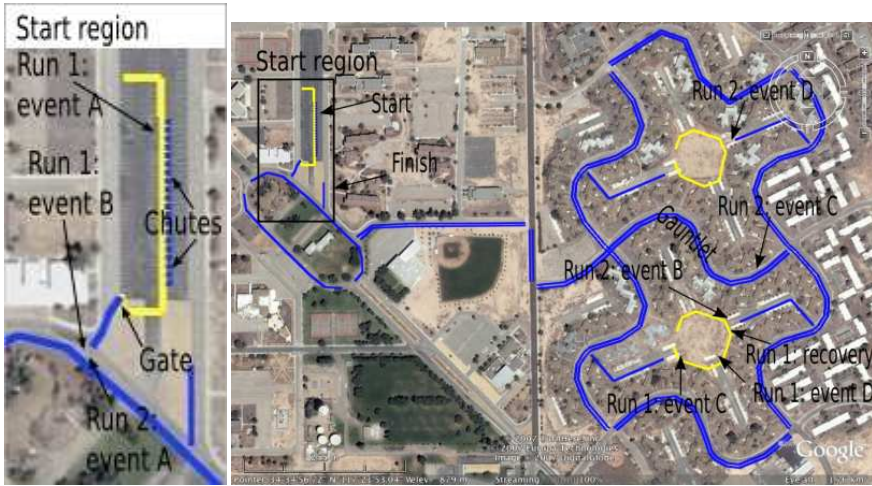 Start region
Run 1:
event A
Run 1:
event B
Chutes
Gate
Run 2:
event A
Start region
Start
Finish
Run 2: event D
Run 2: event C
Gauntlet
Run 2: event B
Run 1: recovery
Run 1: event D
Run 1: event C
Google
Streaming